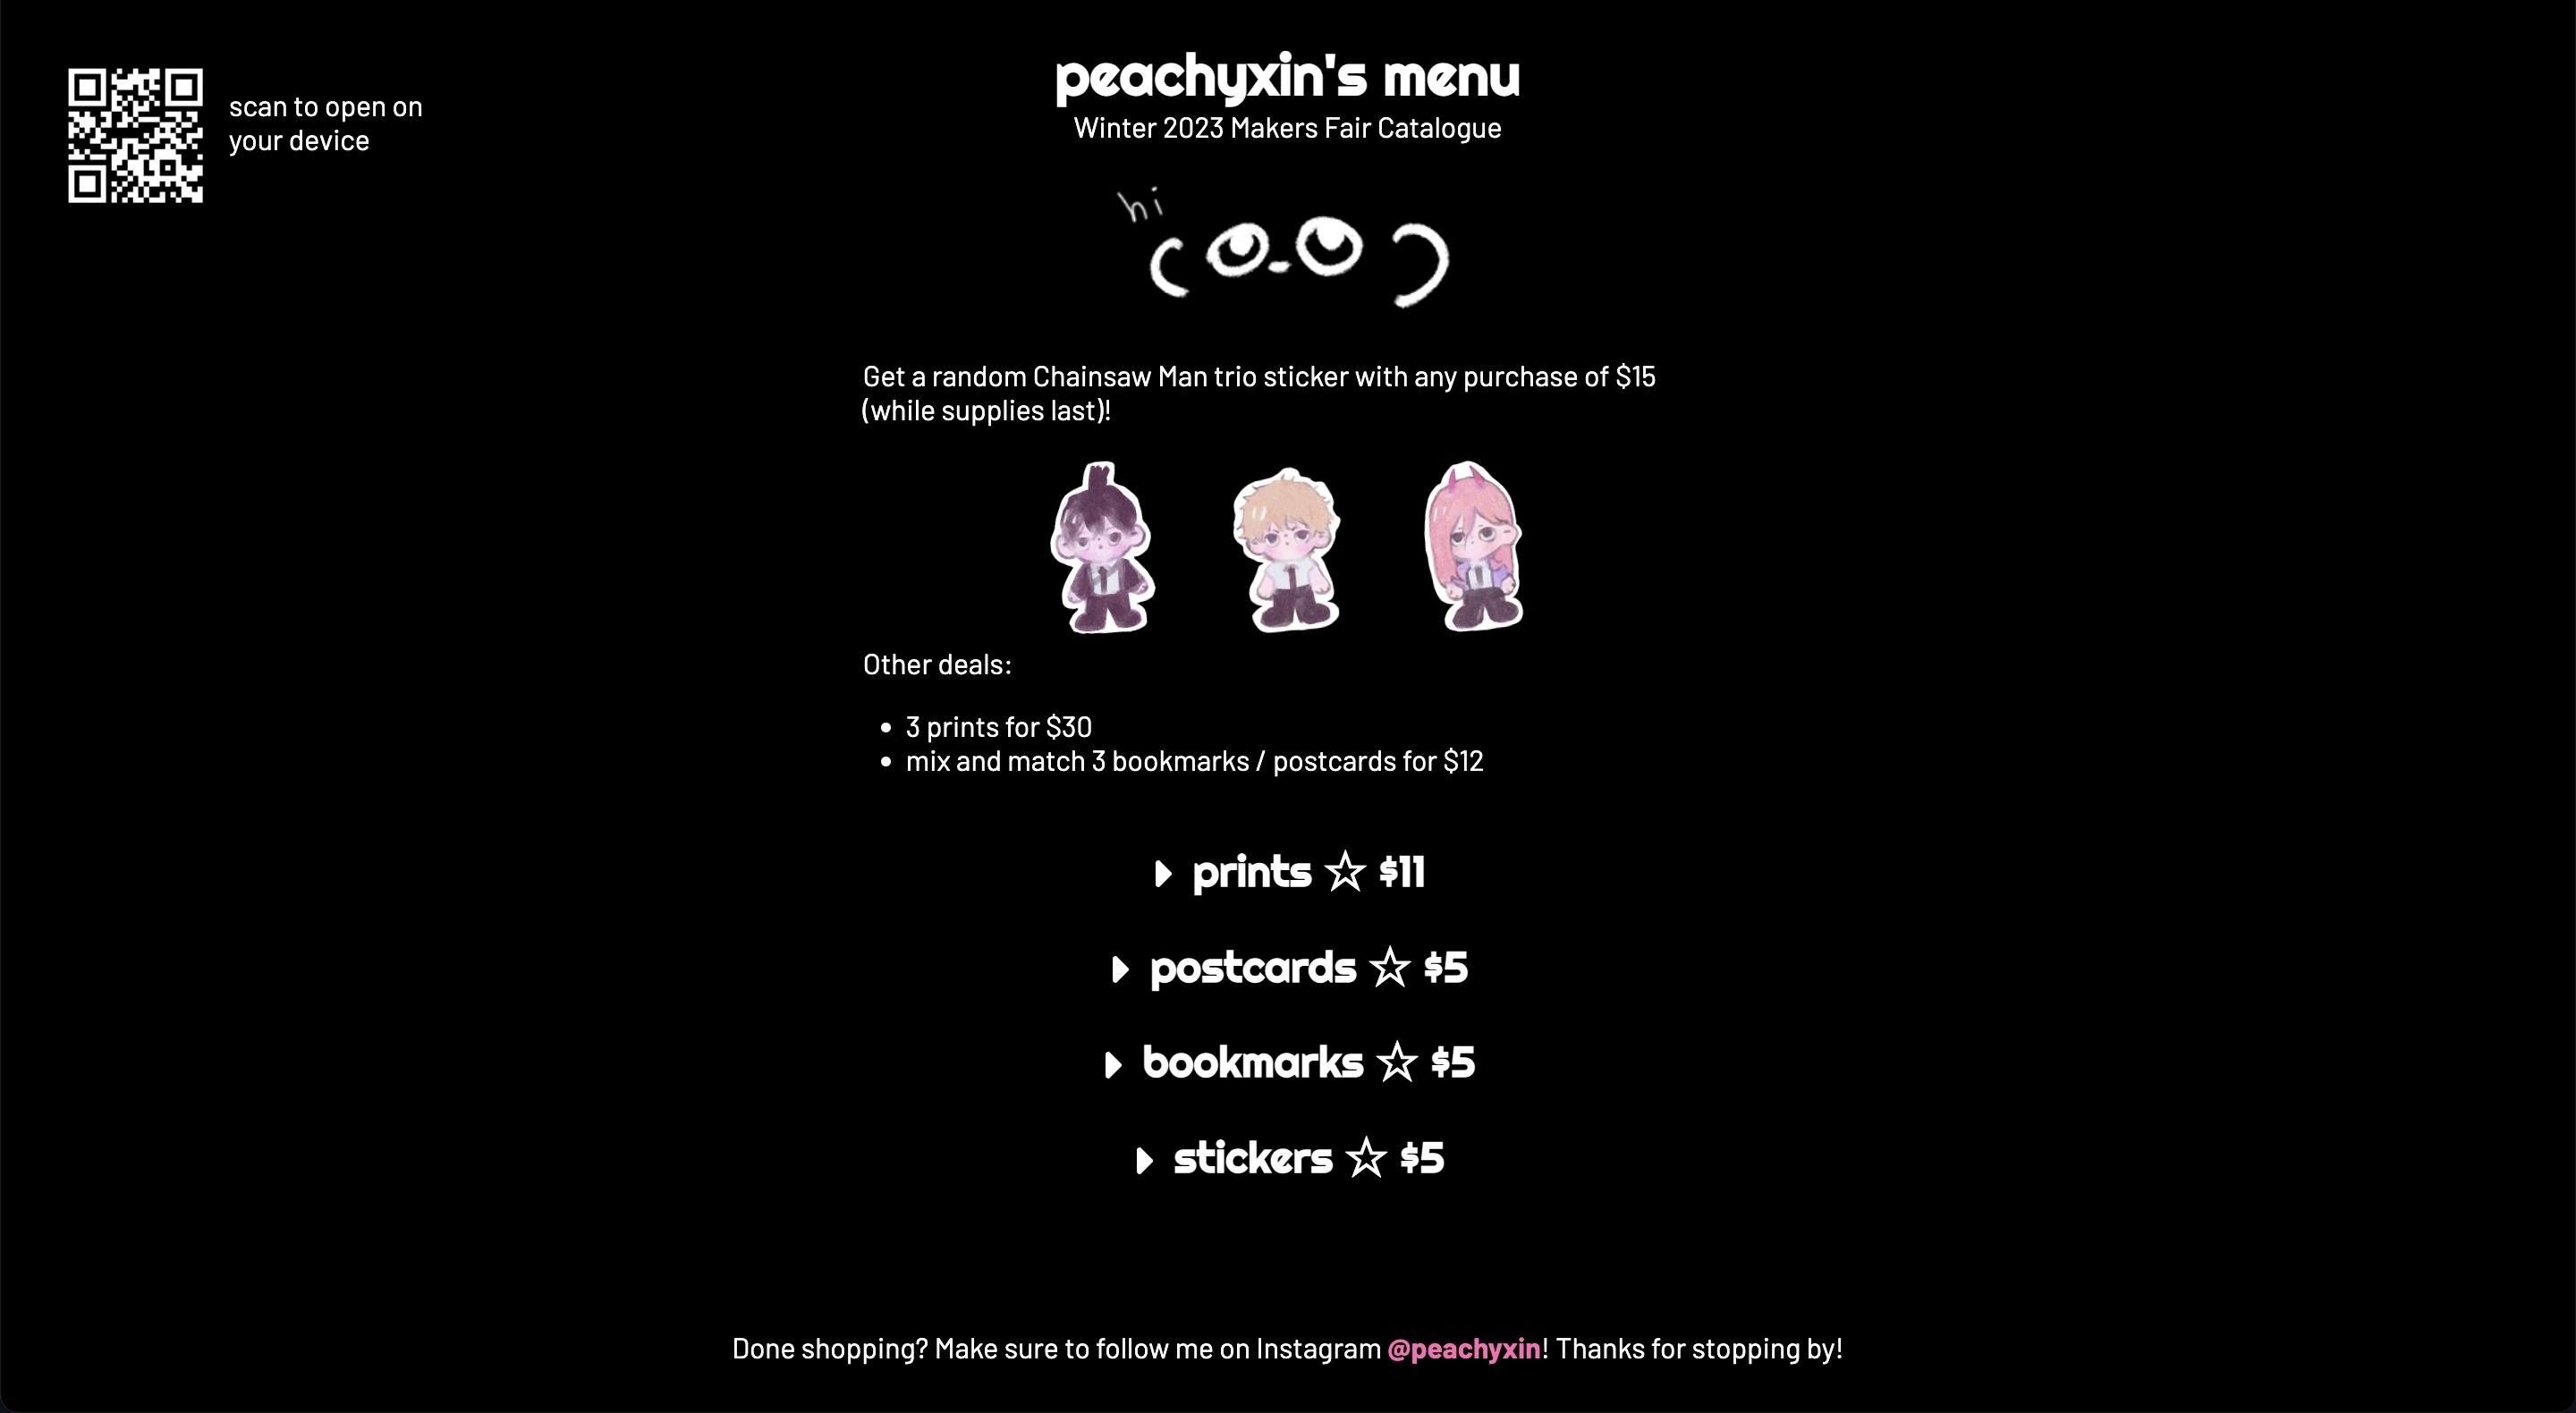 scan to open on
your device
peachyxin's menu
Winter 2023 Makers Fair Catalogue
hi
Get a random Chainsaw Man trio sticker with any purchase of $15
(while supplies last)!
Other deals:
• 3 prints for $30
• mix and match 3 bookmarks / postcards for $12
prints ☆ $11
postcards ☆ $5
bookmarks ☆ $5
stickers ☆ $5
Done shopping? Make sure to follow me on Instagram @peachyxin! Thanks for stopping by!